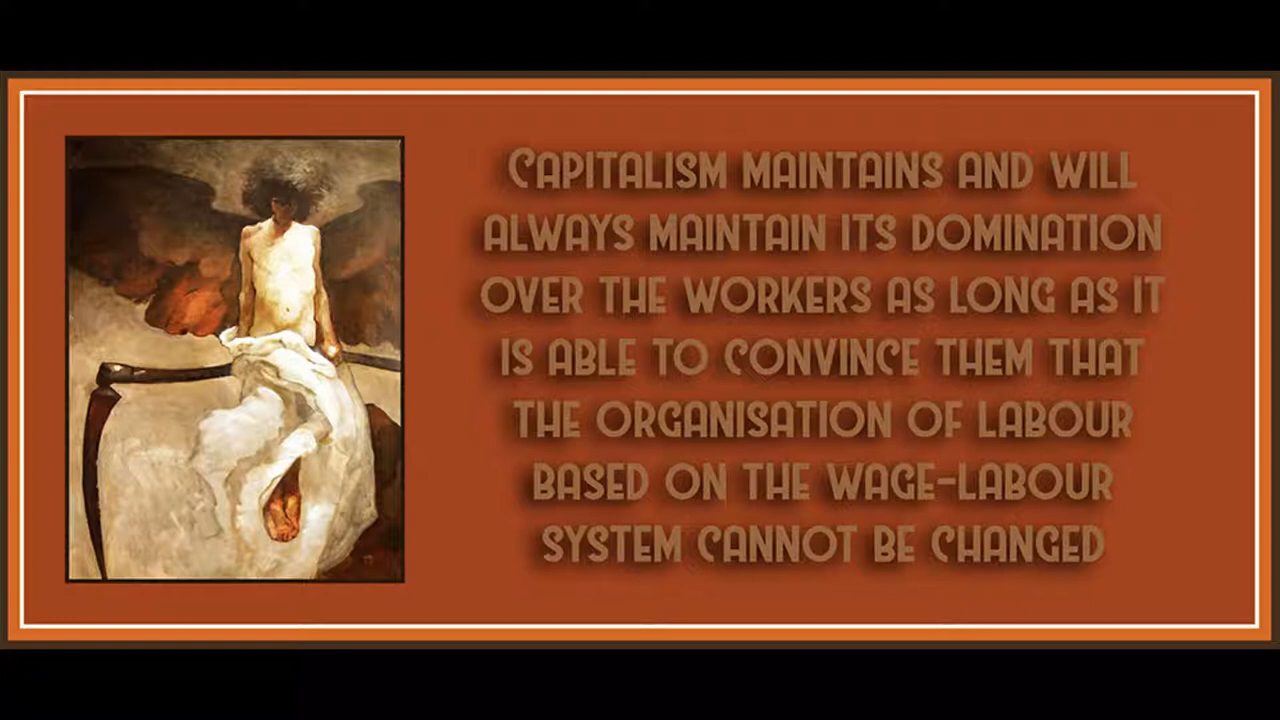 Capitalism maintains and will
always maintain its domination
over the workers as long as it
is able to convince them that
the organisation of labour
based on the wage-labour
system cannot be changed